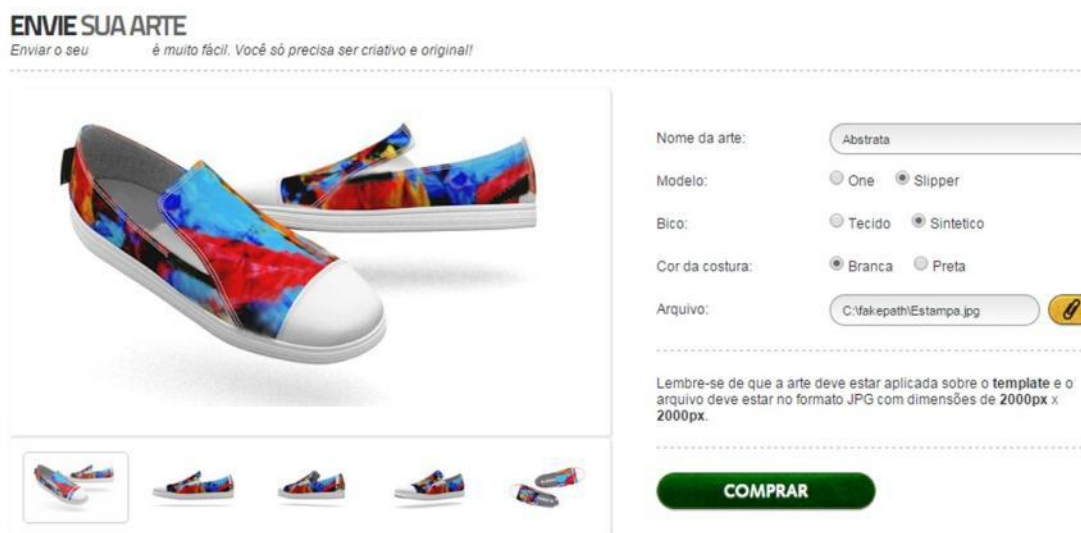 ENVIE SUA ARTE
Enviar o seu é muito fácil. Você só precisa ser criativo e original!
Nome da arte: Abstrata
Modelo: One Slipper
Bico: Tecido Sintetico
Cor da costura: Branca Preta
Arquivo: C:\fakepath\Estampa.jpg
Lembre-se de que a arte deve estar aplicada sobre o template e o
arquivo deve estar no formato JPG com dimensões de 2000px x
2000px.
COMPRAR